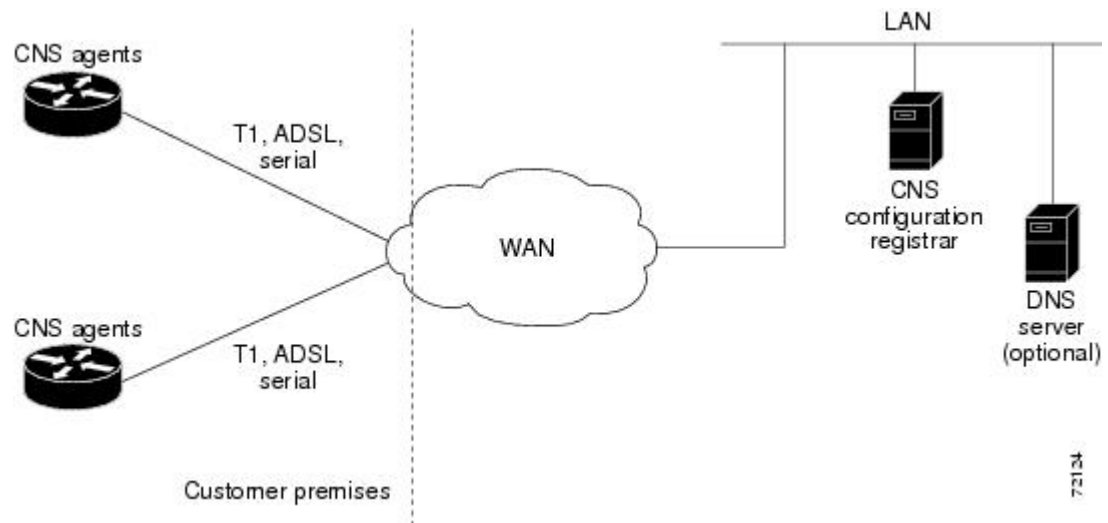 LAN
CNS agents
T1, ADSL,
serial
CNS
configuration
registrar
WAN
DNS
server
(optional)
CNS agents
T1, ADSL,
serial
Customer premises
72124